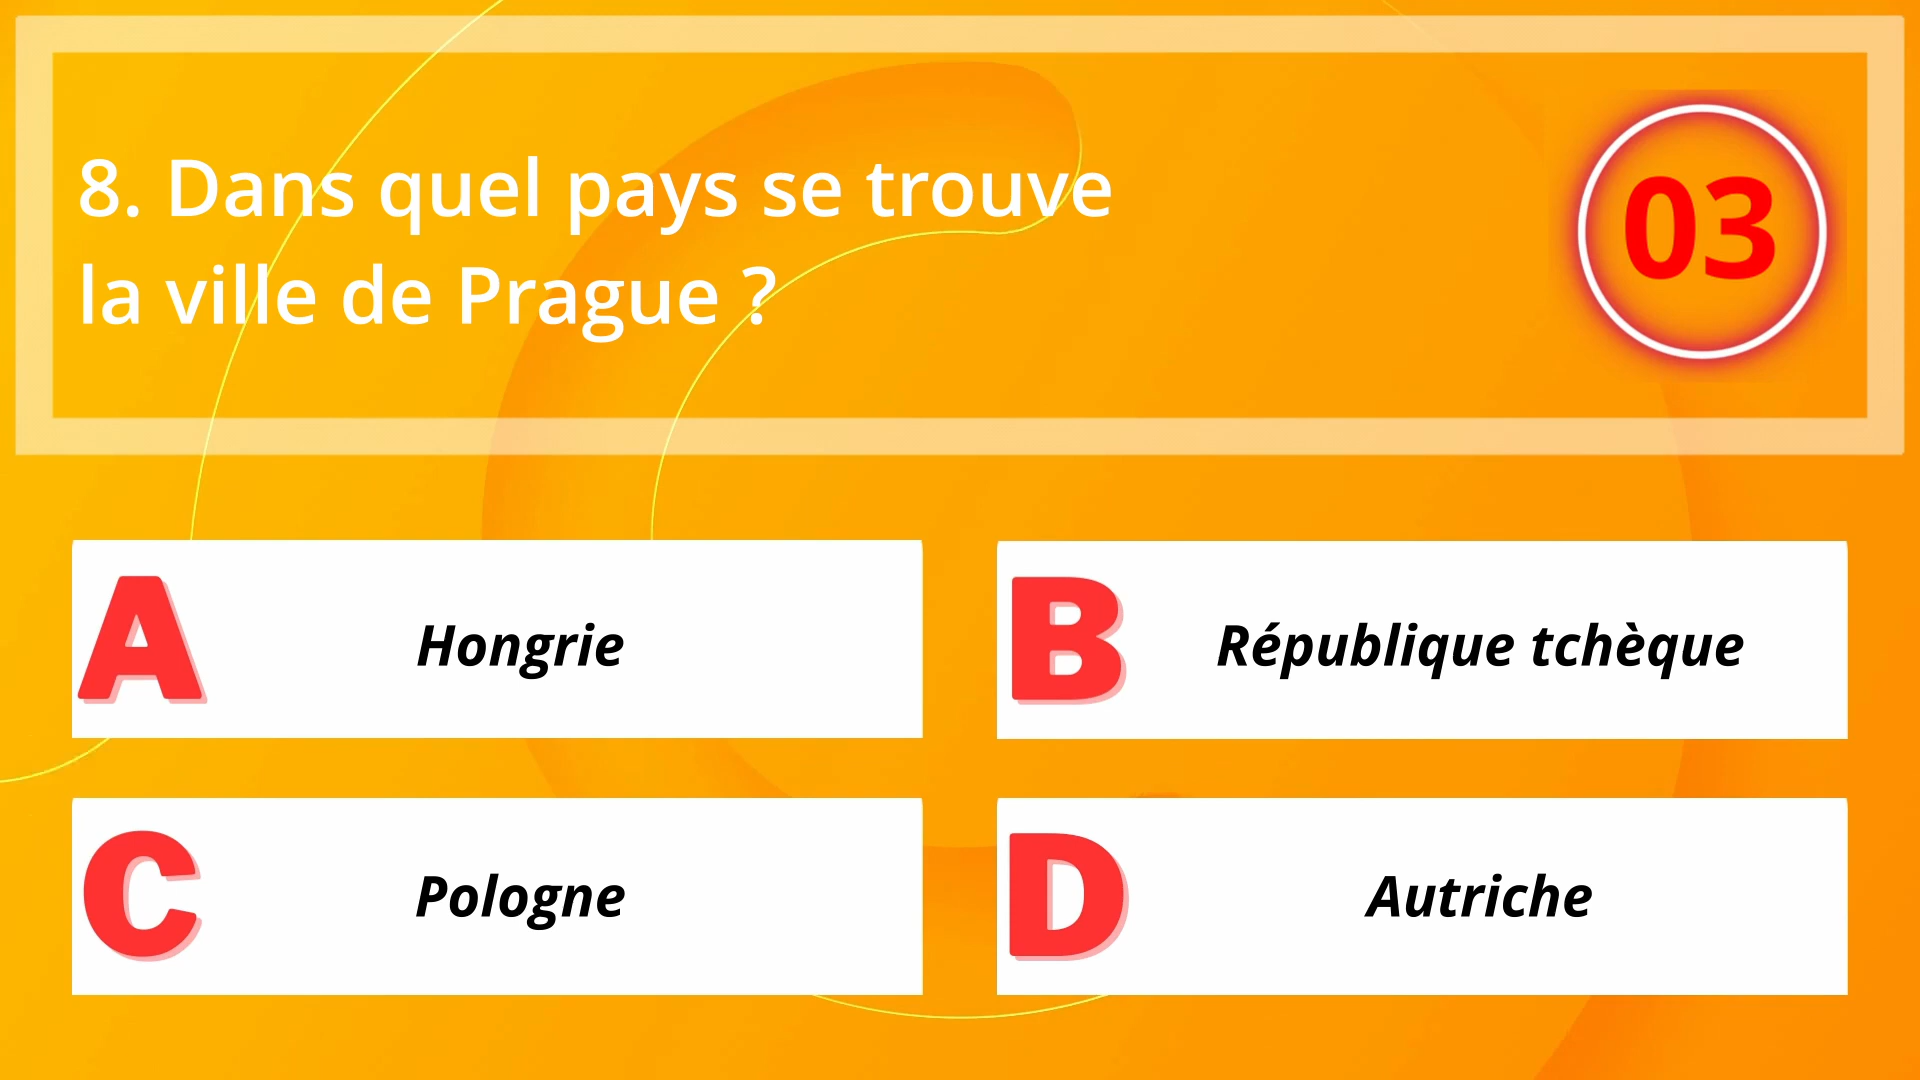 8. Dans quel pays se trouve
la ville de Prague ?
03
A Hongrie
B République tchèque
C Pologne
D Autriche